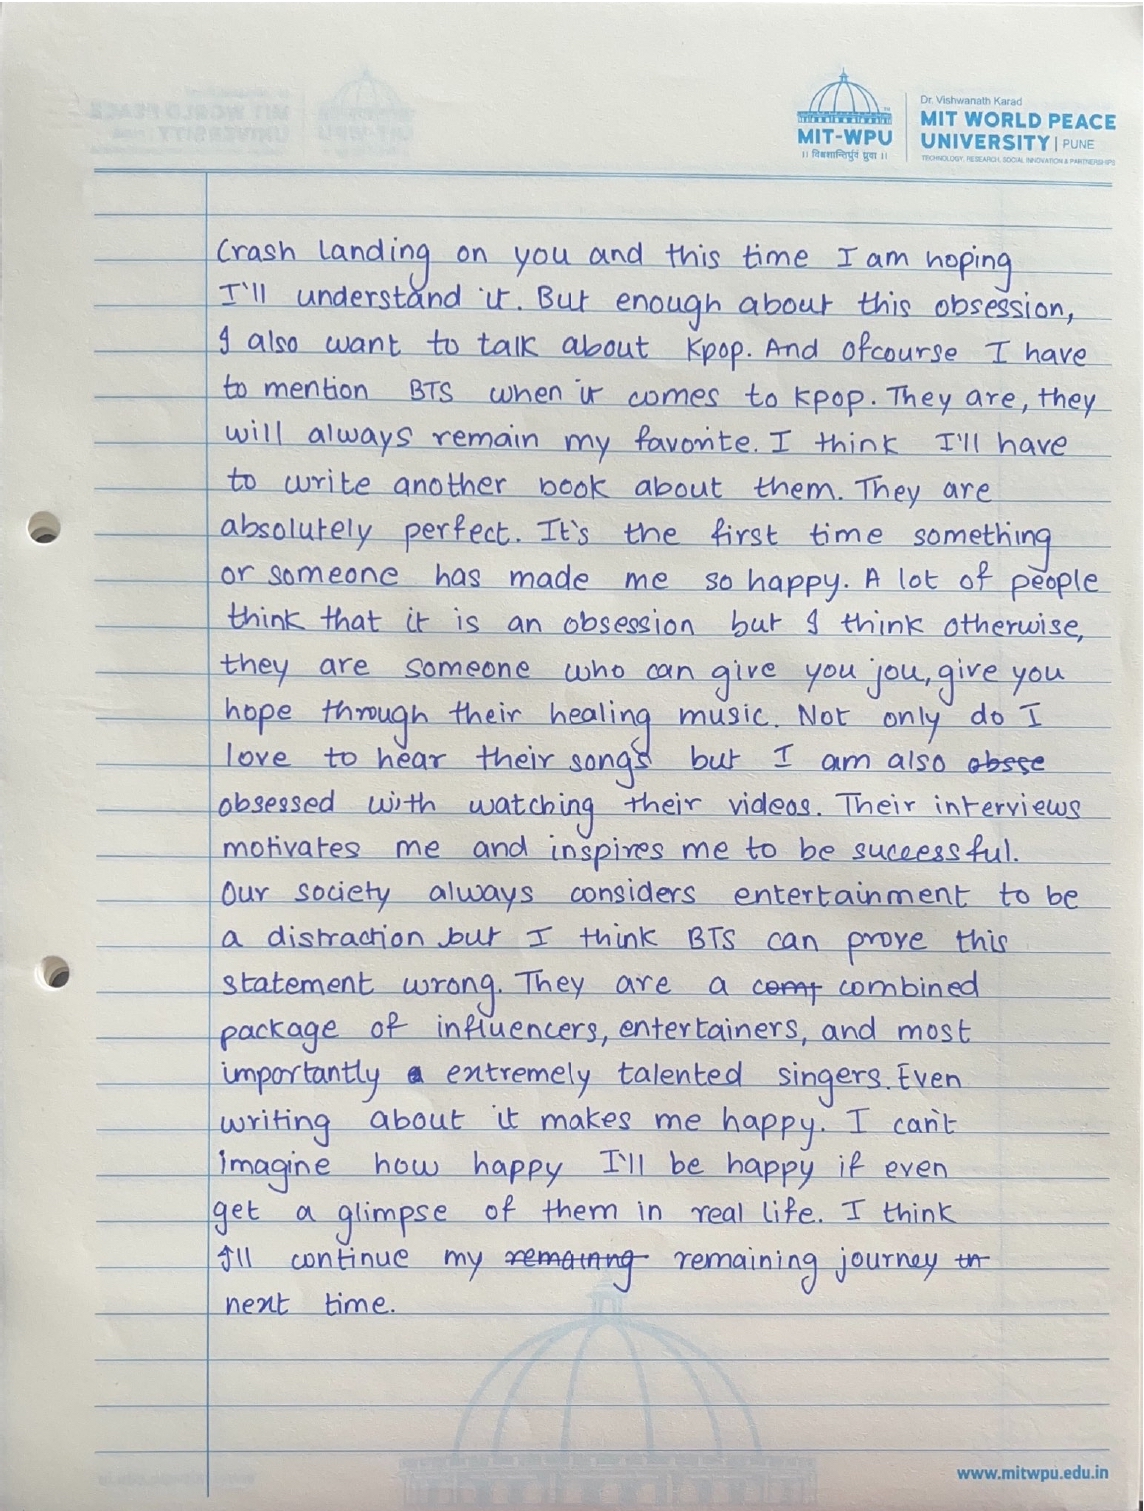 Dr. Vishwanath Karad
MIT-WPU
MIT WORLD PEACE
UNIVERSITY | PUNE
TECHNOLOGY, RESEARCH, SOCIAL INNOVATION & PARTNERSHIPS
॥ विश्वशान्तिर्धुवं ध्रुवा ॥
Crash landing on you and this time I am hoping
I'll understand it. But enough about this obsession,
I also want to talk about Kpop. And ofcourse I have
to mention BTS when it comes to kpop. They are, they
will always remain my favorite. I think I'll have
to write another book about them. They are
absolutely perfect. It's the first time something
or someone has made me so happy. A lot of people
think that it is an obsession but I think otherwise,
they are someone who can give you jou, give you
hope through their healing music. Not only do I
love to hear their songs but I am also obsse
obsessed with watching their videos. Their interviews
motivates me and inspires me to be successful.
Our society always considers entertainment to be
a distraction but I think BTS can prove this
statement wrong. They are a comt combined
package of influencers, entertainers, and most
importantly a extremely talented singers. Even
writing about it makes me happy. I can't
imagine how happy I'll be happy if even
get a glimpse of them in real life. I think
I'll continue my remainng remaining journey in
next time.
www.mitwpu.edu.in